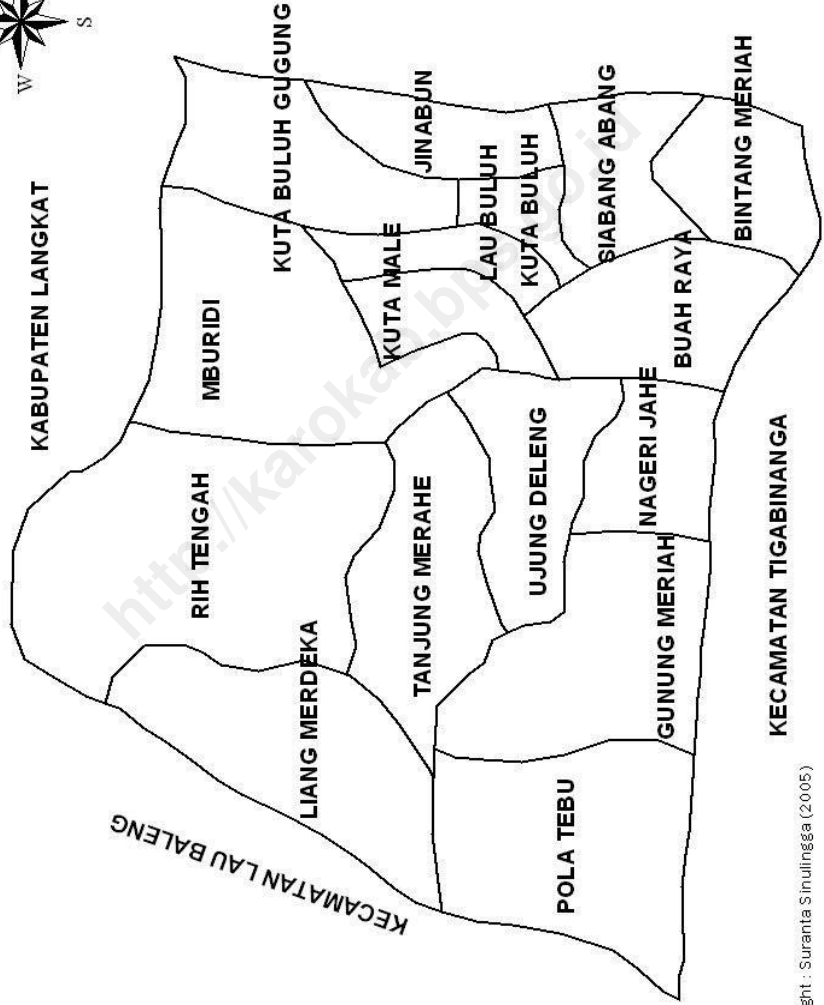 W
S
KABUPATEN LANGKAT
KECAMATAN LAU BALENG
KUTA BULUH GUGUNG
MBURIDI
RIH TENGAH
LIANG MERDEKA
JINABUN
KUTA MALE
LAU BULUH
KUTA BULUH
TANJUNG MERAHE
UJUNG DELENG
SIABANG ABANG
BUAH RAYA
BINTANG MERIAH
NAGERI JAHE
GUNUNG MERIAH
POLA TEBU
KECAMATAN TIGABINANGA
ght : Suranta Sinulingga (2005)
http://karokab.bps.go.id